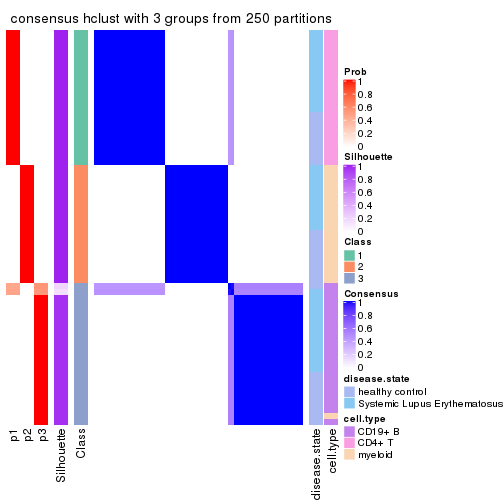 consensus hclust with 3 groups from 250 partitions
Prob
1
0.8
0.6
0.4
0.2
0
Silhouette
1
0.8
0.6
0.4
0.2
0
Class
1
2
3
Consensus
1
0.8
0.6
0.4
0.2
0
disease.state
healthy control
Systemic Lupus Erythematosus
cell.type
CD19+ B
CD4+ T
myeloid
p1
p2
p3
Silhouette
Class
disease.state
cell.type